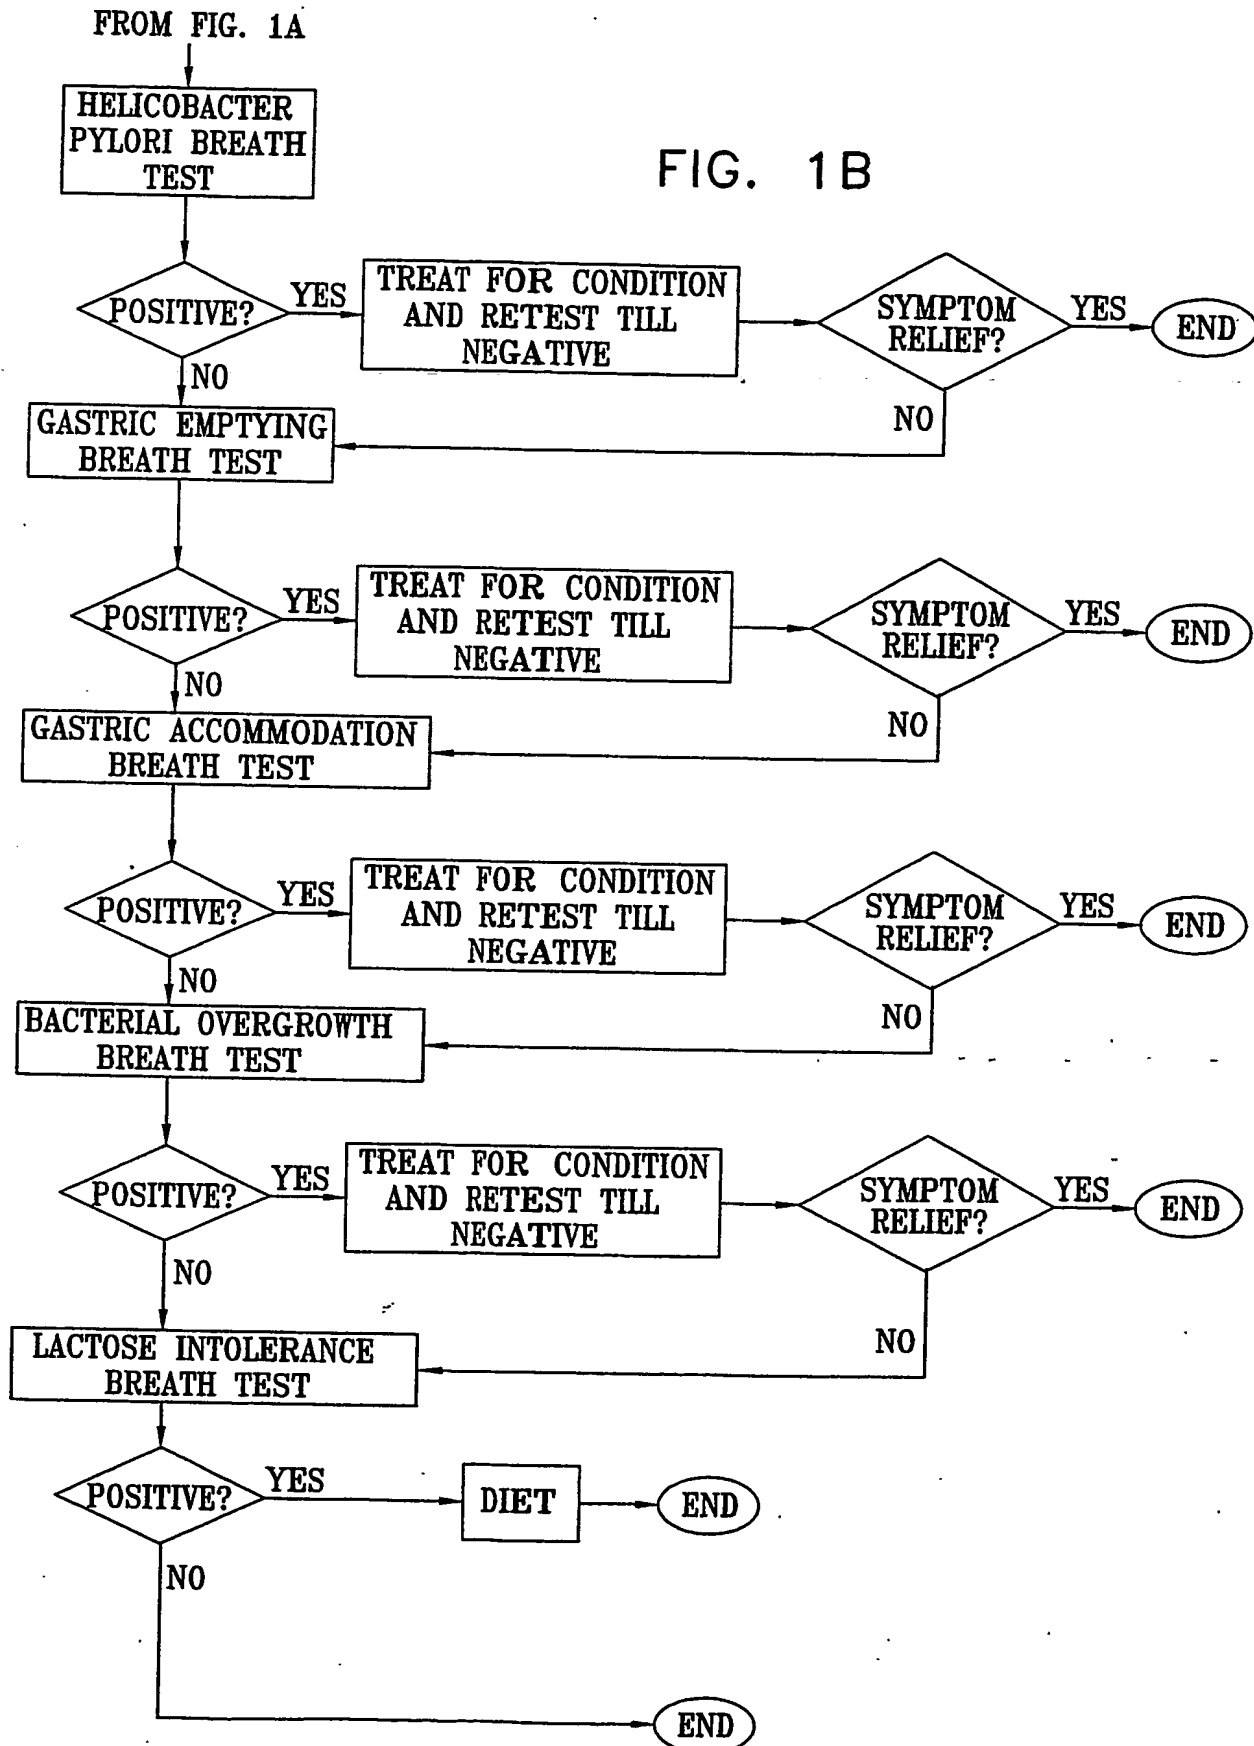 FROM FIG. 1A
HELICOBACTER
PYLORI BREATH
TEST
FIG. 1B
POSITIVE?
YES
TREAT FOR CONDITION
AND RETEST TILL
NEGATIVE
SYMPTOM
RELIEF?
YES
END
NO
NO
GASTRIC EMPTYING
BREATH TEST
POSITIVE?
YES
TREAT FOR CONDITION
AND RETEST TILL
NEGATIVE
SYMPTOM
RELIEF?
YES
END
NO
NO
GASTRIC ACCOMMODATION
BREATH TEST
POSITIVE?
YES
TREAT FOR CONDITION
AND RETEST TILL
NEGATIVE
SYMPTOM
RELIEF?
YES
END
NO
NO
BACTERIAL OVERGROWTH
BREATH TEST
POSITIVE?
YES
TREAT FOR CONDITION
AND RETEST TILL
NEGATIVE
SYMPTOM
RELIEF?
YES
END
NO
NO
LACTOSE INTOLERANCE
BREATH TEST
POSITIVE?
YES
DIET
END
NO
END